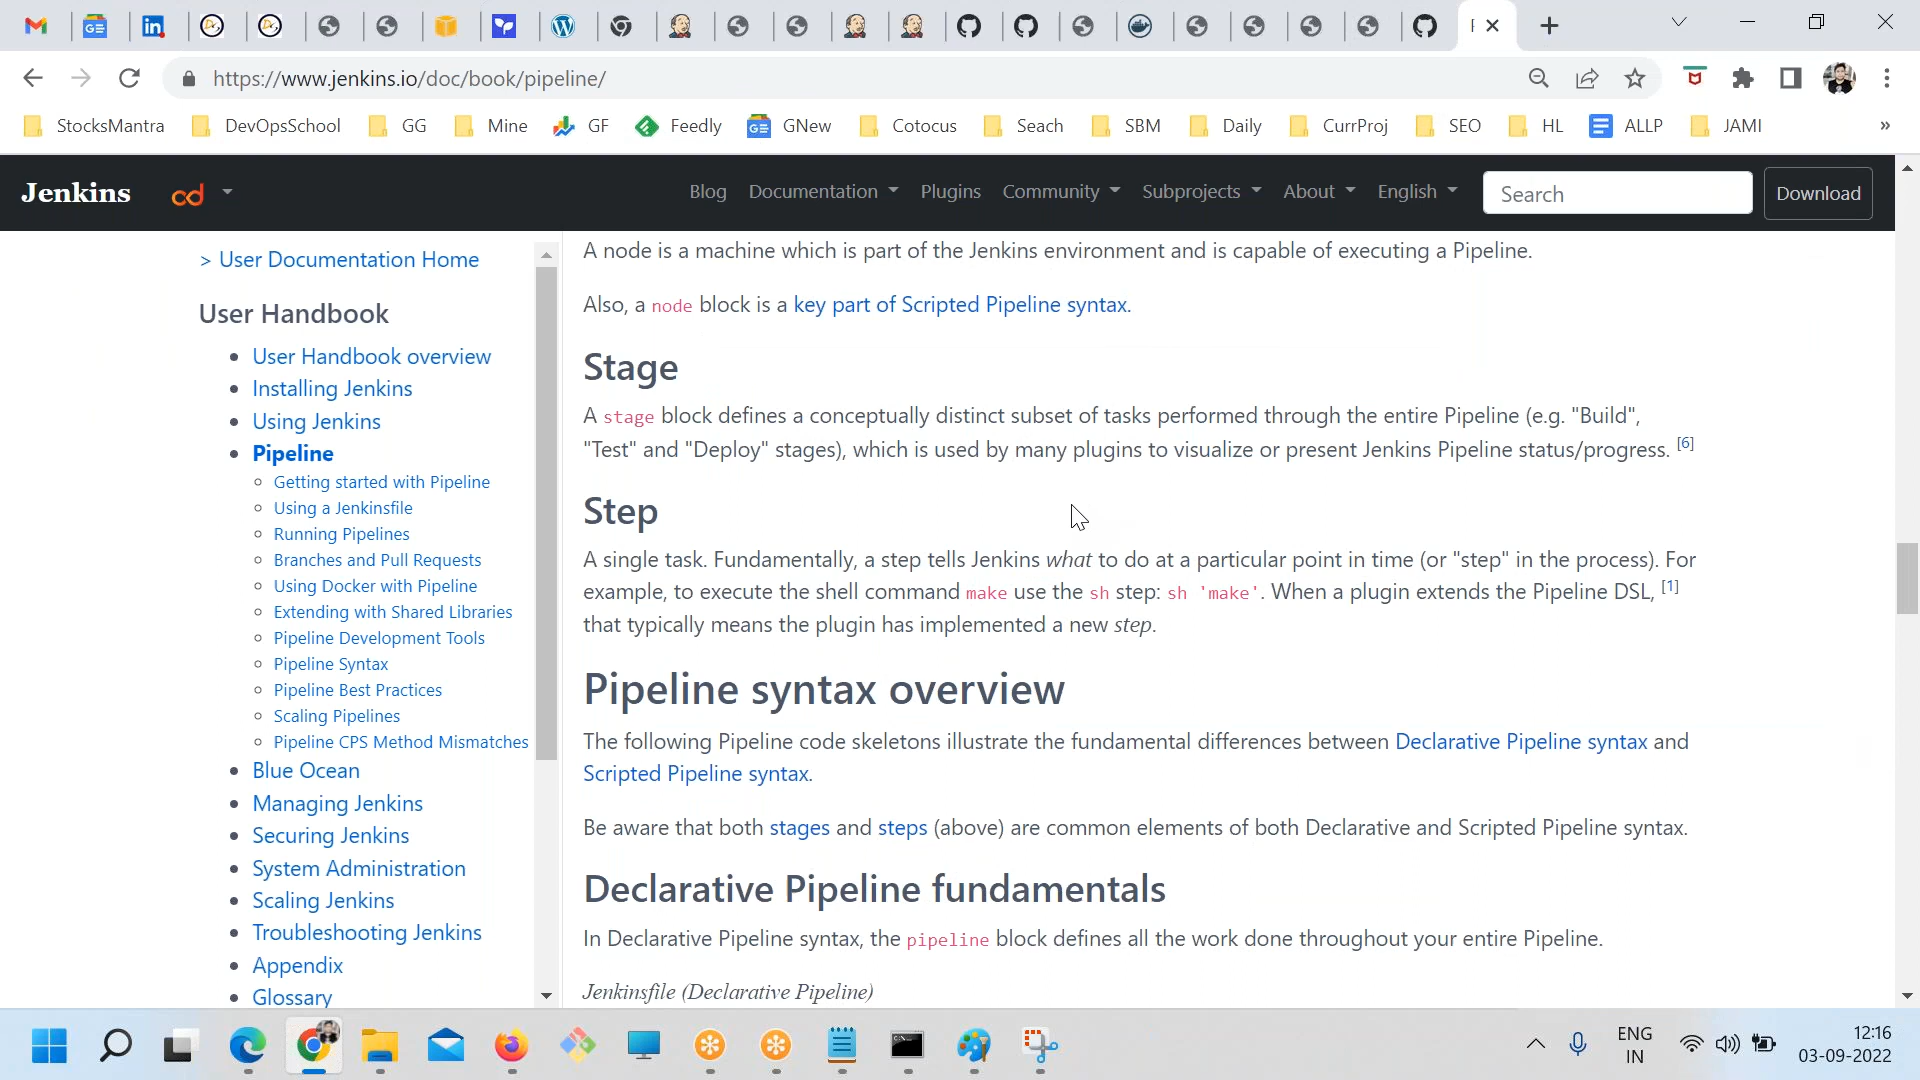 https://www.jenkins.io/doc/book/pipeline/
StocksMantra DevOpsSchool GG Mine GF Feedly GNew Cotocus Seach SBM Daily CurrProj SEO HL ALLP JAMI »
Jenkins cd Blog Documentation Plugins Community Subprojects About English Search Download
> User Documentation Home
User Handbook
User Handbook overview
Installing Jenkins
Using Jenkins
Pipeline
Getting started with Pipeline
Using a Jenkinsfile
Running Pipelines
Branches and Pull Requests
Using Docker with Pipeline
Extending with Shared Libraries
Pipeline Development Tools
Pipeline Syntax
Pipeline Best Practices
Scaling Pipelines
Pipeline CPS Method Mismatches
Blue Ocean
Managing Jenkins
Securing Jenkins
System Administration
Scaling Jenkins
Troubleshooting Jenkins
Appendix
Glossary
A node is a machine which is part of the Jenkins environment and is capable of executing a Pipeline.
Also, a node block is a key part of Scripted Pipeline syntax.
Stage
A stage block defines a conceptually distinct subset of tasks performed through the entire Pipeline (e.g. "Build",
"Test" and "Deploy" stages), which is used by many plugins to visualize or present Jenkins Pipeline status/progress. [6]
Step
A single task. Fundamentally, a step tells Jenkins what to do at a particular point in time (or "step" in the process). For
example, to execute the shell command make use the sh step: sh 'make'. When a plugin extends the Pipeline DSL, [1]
that typically means the plugin has implemented a new step.
Pipeline syntax overview
The following Pipeline code skeletons illustrate the fundamental differences between Declarative Pipeline syntax and
Scripted Pipeline syntax.
Be aware that both stages and steps (above) are common elements of both Declarative and Scripted Pipeline syntax.
Declarative Pipeline fundamentals
In Declarative Pipeline syntax, the pipeline block defines all the work done throughout your entire Pipeline.
Jenkinsfile (Declarative Pipeline)
ENG
IN
12:16
03-09-2022